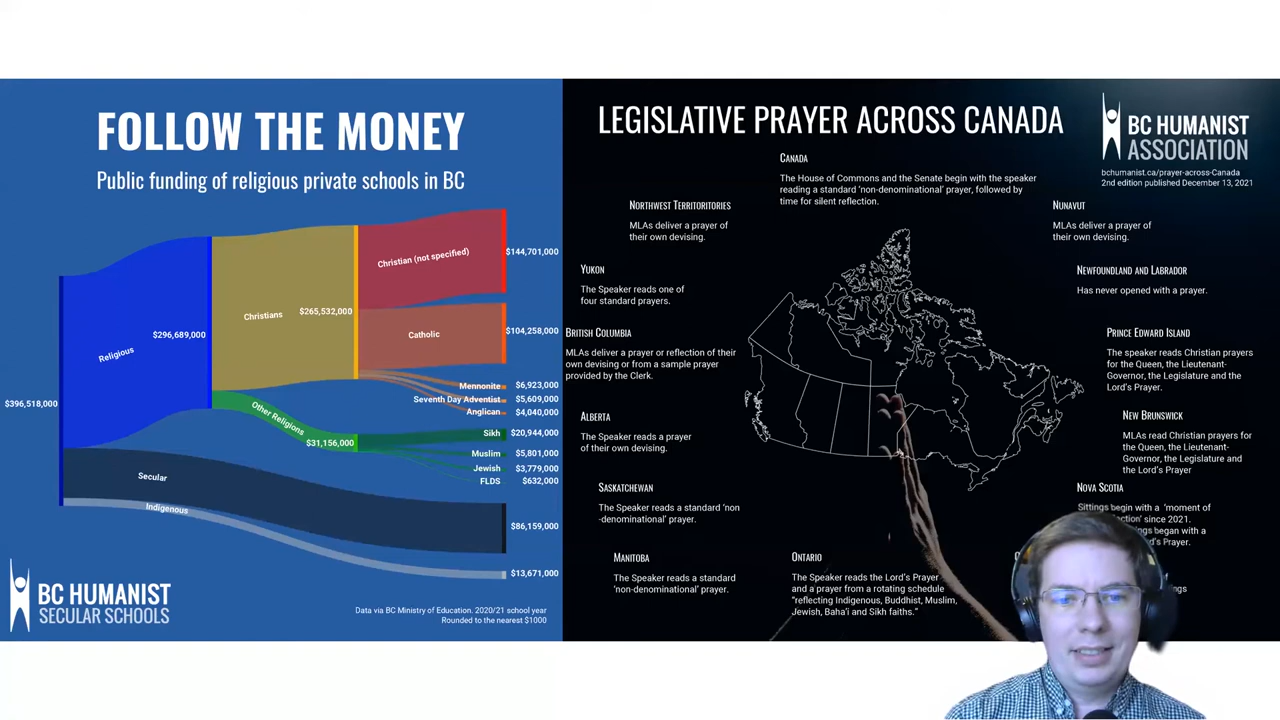 FOLLOW THE MONEY
Public funding of religious private schools in BC
$396,518,000
Religious
$296,689,000
Christians
$265,532,000
Christian (not specified)
$144,701,000
Catholic
$104,258,000
Mennonite
$6,923,000
Seventh Day Adventist
$5,609,000
Anglican
$4,040,000
Other Religions
$31,156,000
Sikh
$20,944,000
Muslim
$5,801,000
Jewish
$3,779,000
FLDS
$632,000
Secular
$86,159,000
Indigenous
$13,671,000
BC HUMANIST
SECULAR SCHOOLS
Data via BC Ministry of Education. 2020/21 school year
Rounded to the nearest $1000
LEGISLATIVE PRAYER ACROSS CANADA
BC HUMANIST
ASSOCIATION
bchumanist.ca/prayer-across-Canada
2nd edition published December 13, 2021
CANADA
The House of Commons and the Senate begin with the speaker
reading a standard 'non-denominational' prayer, followed by
time for silent reflection.
NORTHWEST TERRITORITIES
MLAs deliver a prayer of
their own devising.
NUNAVUT
MLAs deliver a prayer of
their own devising.
YUKON
The Speaker reads one of
four standard prayers.
NEWFOUNDLAND AND LABRADOR
Has never opened with a prayer.
BRITISH COLUMBIA
MLAs deliver a prayer or reflection of their
own devising or from a sample prayer
provided by the Clerk.
PRINCE EDWARD ISLAND
The speaker reads Christian prayers
for the Queen, the Lieutenant-
Governor, the Legislature and the
Lord's Prayer.
ALBERTA
The Speaker reads a prayer
of their own devising.
NEW BRUNSWICK
MLAs read Christian prayers for
the Queen, the Lieutenant-
Governor, the Legislature and
the Lord's Prayer
SASKATCHEWAN
The Speaker reads a standard 'non
-denominational' prayer.
NOVA SCOTIA
Sittings begin with a 'moment of
since 2021.
began with a
Prayer.
MANITOBA
The Speaker reads a standard
'non-denominational' prayer.
ONTARIO
The Speaker reads the Lord's Prayer
and a prayer from a rotating schedule
"reflecting Indigenous, Buddhist, Muslim,
Jewish, Baha'i and Sikh faiths."